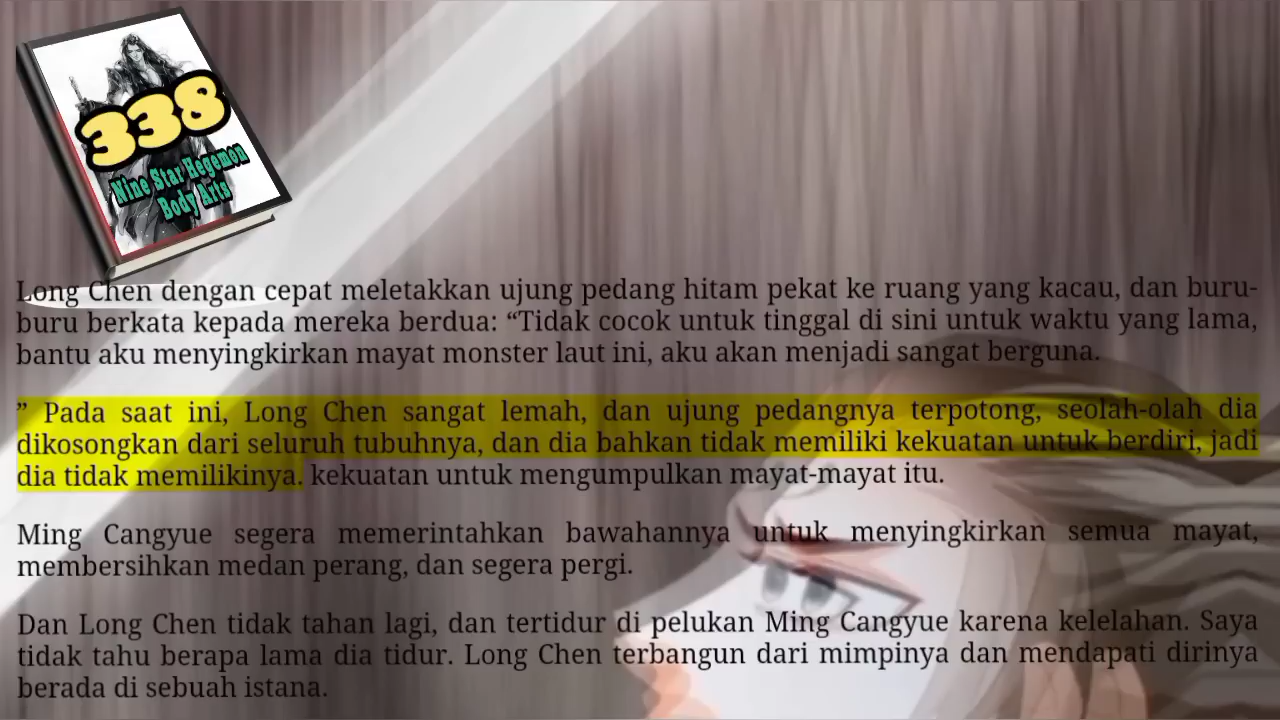 338
Nine Star Hegemon
Body Arts
Long Chen dengan cepat meletakkan ujung pedang hitam pekat ke ruang yang kacau, dan buru-
buru berkata kepada mereka berdua: “Tidak cocok untuk tinggal di sini untuk waktu yang lama,
bantu aku menyingkirkan mayat monster laut ini, aku akan menjadi sangat berguna.
” Pada saat ini, Long Chen sangat lemah, dan ujung pedangnya terpotong, seolah-olah dia
dikosongkan dari seluruh tubuhnya, dan dia bahkan tidak memiliki kekuatan untuk berdiri, jadi
dia tidak memilikinya. kekuatan untuk mengumpulkan mayat-mayat itu.
Ming Cangyue segera memerintahkan bawahannya untuk menyingkirkan semua mayat,
membersihkan medan perang, dan segera pergi.
Dan Long Chen tidak tahan lagi, dan tertidur di pelukan Ming Cangyue karena kelelahan. Saya
tidak tahu berapa lama dia tidur. Long Chen terbangun dari mimpinya dan mendapati dirinya
berada di sebuah istana.